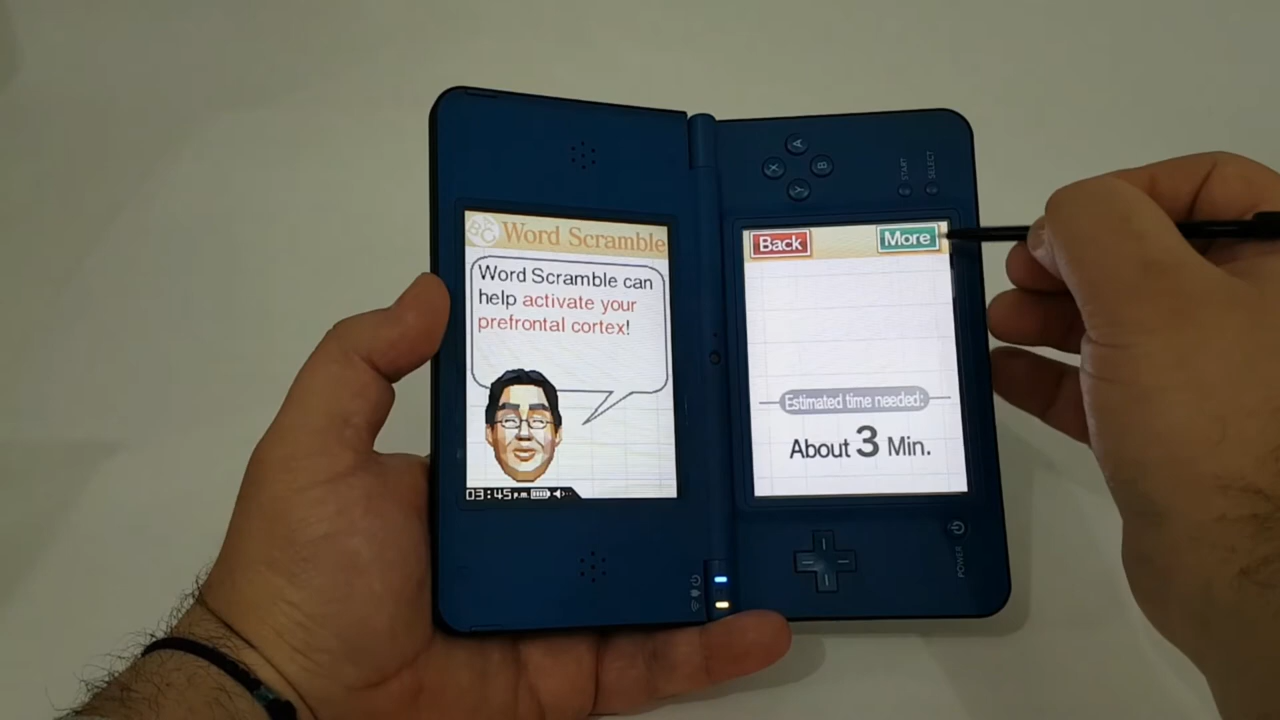 ABC Word Scramble
Word Scramble can
help activate your
prefrontal cortex!
03:45 p.m.
A
X
B
Y
START
SELECT
Back
More
Estimated time needed:
About 3 Min.
POWER